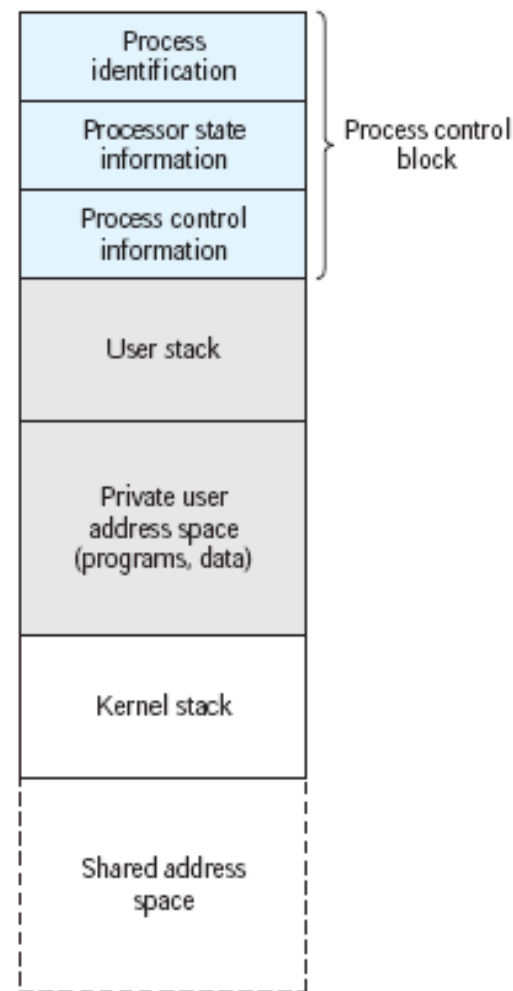 Process
identification
Processor state
information
Process control
block
Process control
information
User stack
Private user
address space
(programs, data)
Kernel stack
Shared address
space